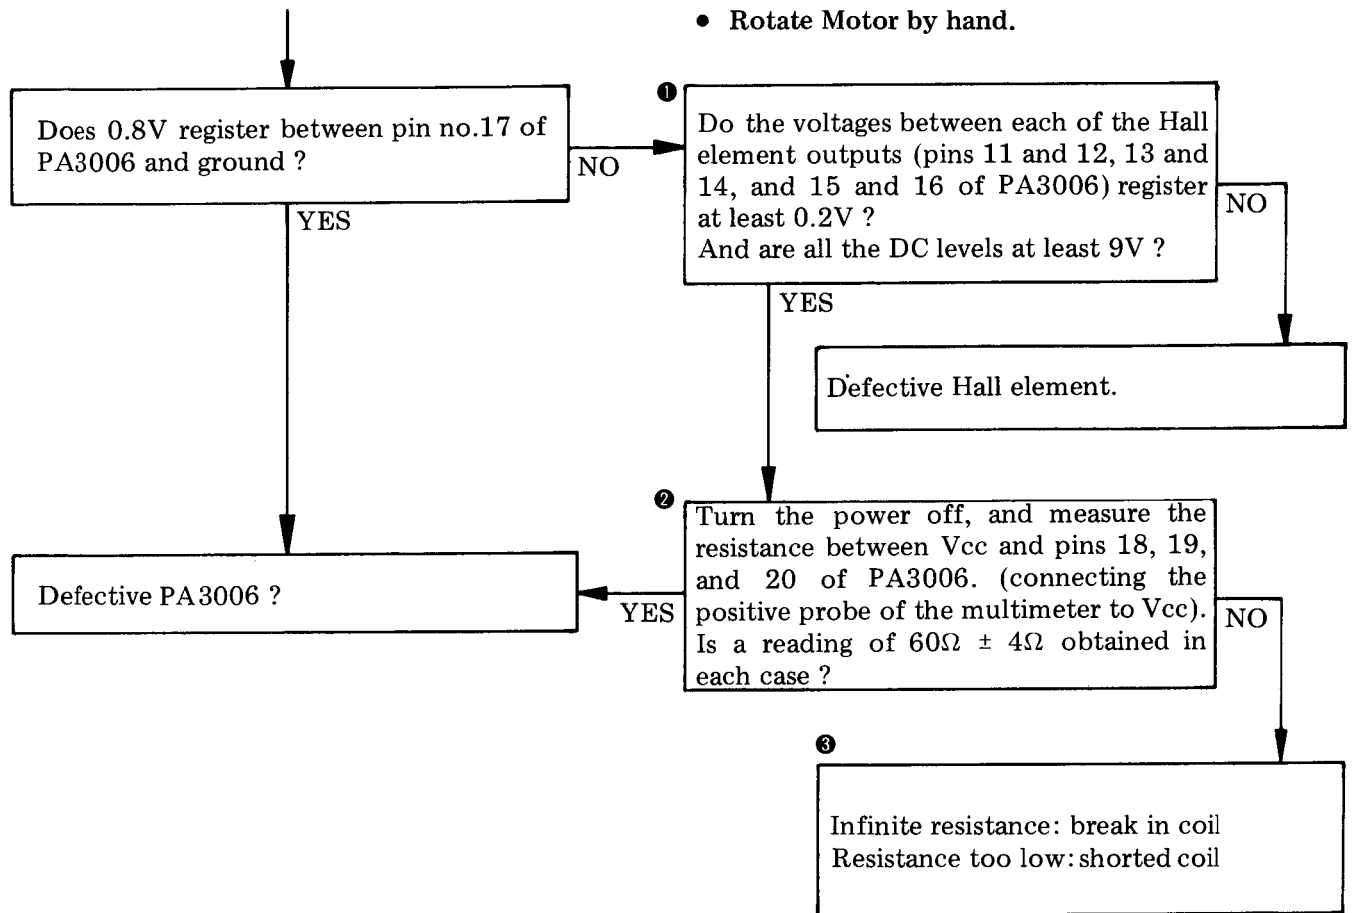 • Rotate Motor by hand.
Does 0.8V register between pin no.17 of
PA3006 and ground ?
NO
YES
❶
Do the voltages between each of the Hall
element outputs (pins 11 and 12, 13 and
14, and 15 and 16 of PA3006) register
at least 0.2V ?
And are all the DC levels at least 9V ?
NO
YES
Defective Hall element.
❷
Turn the power off, and measure the
resistance between Vcc and pins 18, 19,
and 20 of PA3006. (connecting the
positive probe of the multimeter to Vcc).
Is a reading of 60Ω ± 4Ω obtained in
each case ?
YES
NO
Defective PA3006 ?
❸
Infinite resistance: break in coil
Resistance too low: shorted coil